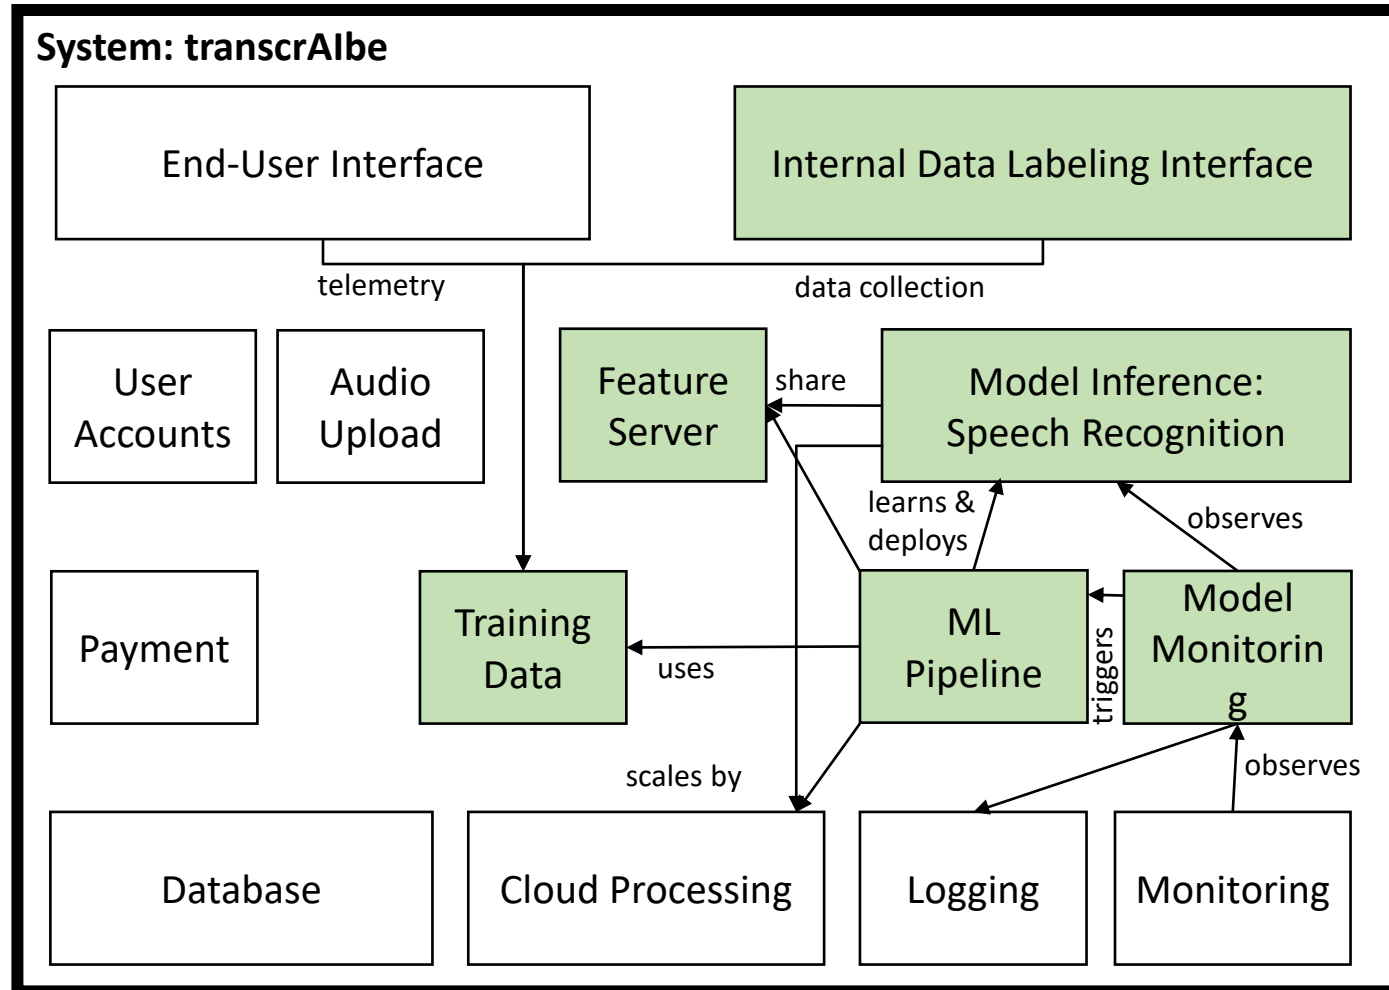 System: transcrAIbe
End-User Interface
Internal Data Labeling Interface
telemetry
data collection
User
Accounts
Audio
Upload
Feature
Server
share
Model Inference:
Speech Recognition
learns &
deploys
observes
Payment
Training
Data
uses
ML
Pipeline
triggers
Model
Monitorin
g
scales by
observes
Database
Cloud Processing
Logging
Monitoring